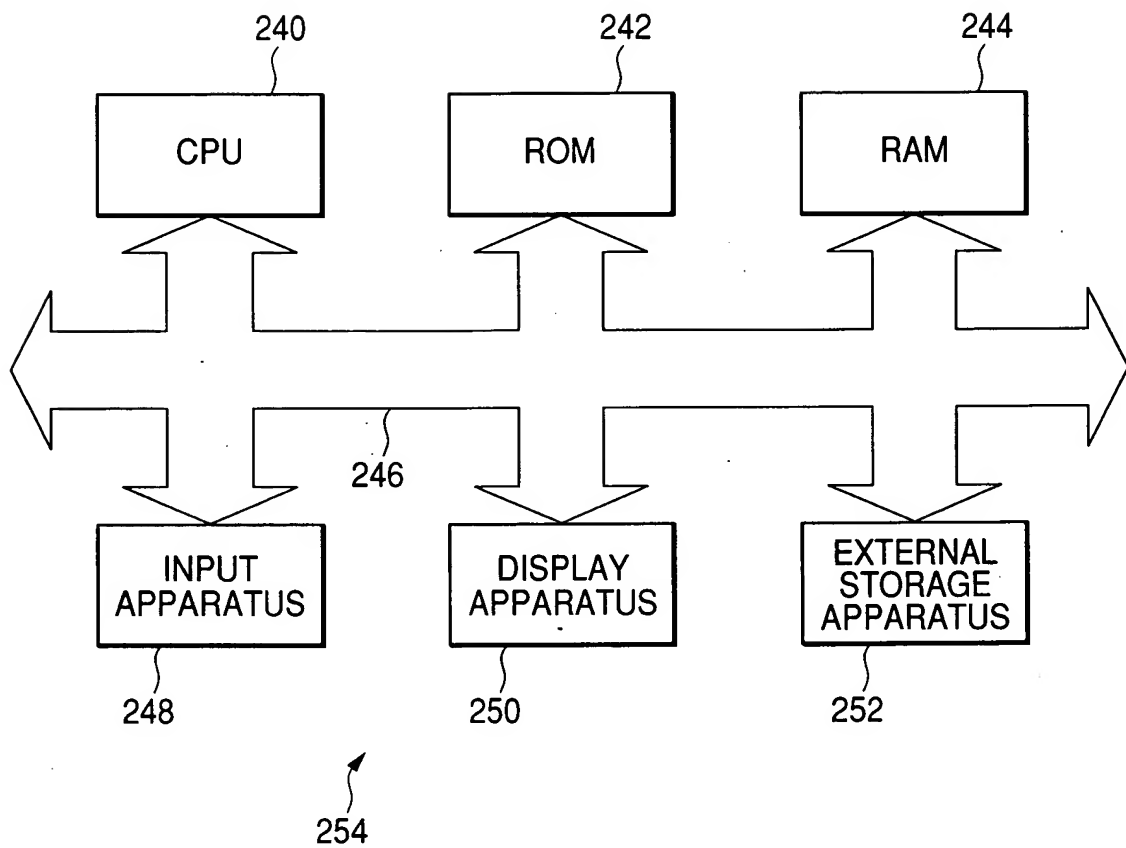 240
242
244
CPU
ROM
RAM
246
INPUT
APPARATUS
DISPLAY
APPARATUS
EXTERNAL
STORAGE
APPARATUS
248
250
252
254